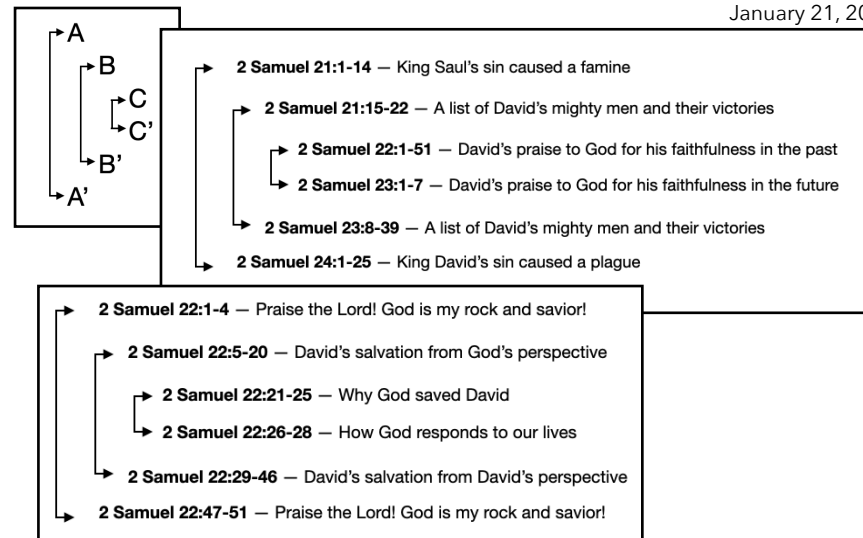 January 21, 20
A
B
C
C’
B’
A’
2 Samuel 21:1-14 — King Saul’s sin caused a famine
2 Samuel 21:15-22 — A list of David’s mighty men and their victories
2 Samuel 22:1-51 — David’s praise to God for his faithfulness in the past
2 Samuel 23:1-7 — David’s praise to God for his faithfulness in the future
2 Samuel 23:8-39 — A list of David’s mighty men and their victories
2 Samuel 24:1-25 — King David’s sin caused a plague
2 Samuel 22:1-4 — Praise the Lord! God is my rock and savior!
2 Samuel 22:5-20 — David’s salvation from God’s perspective
2 Samuel 22:21-25 — Why God saved David
2 Samuel 22:26-28 — How God responds to our lives
2 Samuel 22:29-46 — David’s salvation from David’s perspective
2 Samuel 22:47-51 — Praise the Lord! God is my rock and savior!